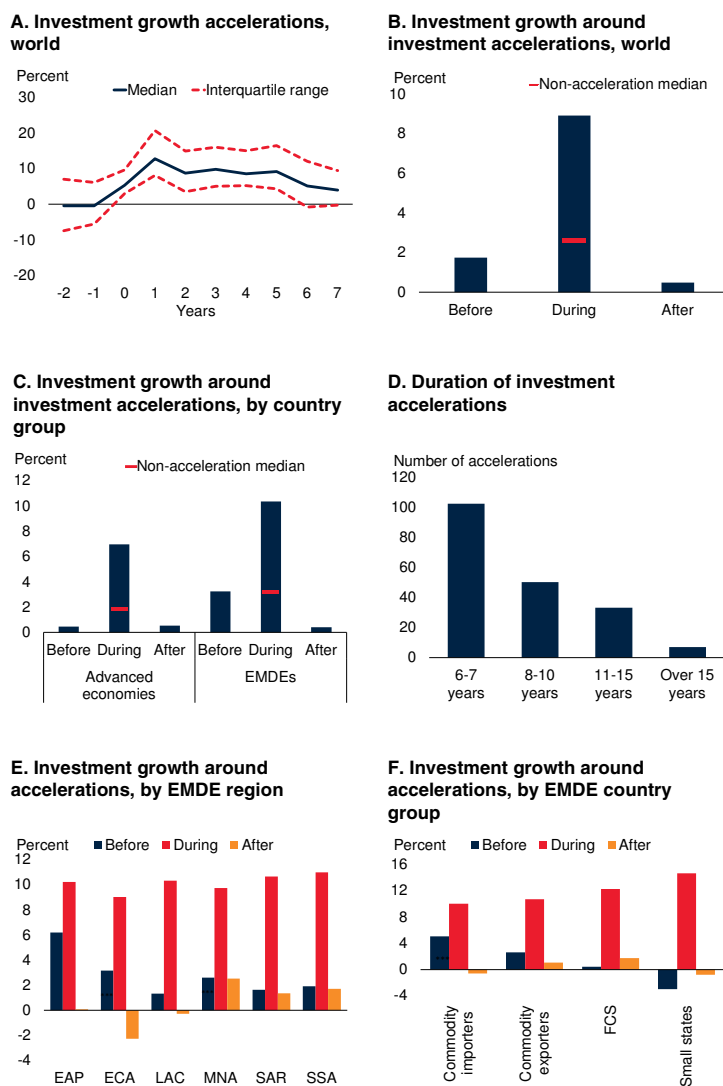 A. Investment growth accelerations,
world
Percent
Median
Interquartile range
30
20
10
0
-10
-20
-2 -1 0 1 2 3 4 5 6 7
Years
B. Investment growth around
investment accelerations, world
Percent
Non-acceleration median
10
8
6
4
2
0
Before During After
C. Investment growth around
investment accelerations, by country
group
Percent
Non-acceleration median
12
10
8
6
4
2
0
Before During After Before During After
Advanced
economies
EMDEs
D. Duration of investment
accelerations
Number of accelerations
120
100
80
60
40
20
0
6-7
years
8-10
years
11-15
years
Over 15
years
E. Investment growth around
accelerations, by EMDE region
Percent
Before During After
12
10
8
6
4
2
0
-2
-4
EAP ECA LAC MNA SAR SSA
F. Investment growth around
accelerations, by EMDE country
group
Percent
Before During After
16
12
8
4
0
-4
Commodity
importers
Commodity
exporters
FCS
Small states